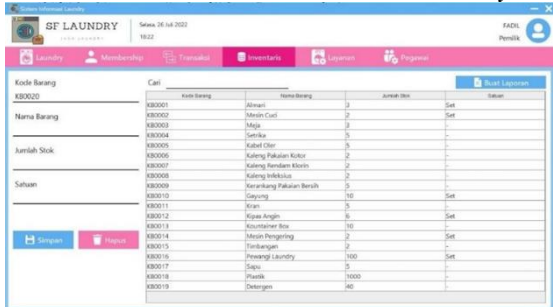 Sistem Informasi Laundry
SF LAUNDRY
Selasa, 26 Juli 2022
18:22
FADIL
Pemilik
Laundry
Membership
Transaksi
Inventaris
Layanan
Pegawai
Kode Barang
KB0020
Nama Barang
Jumlah Stok
Satuan
Simpan
Hapus
Cari
Buat Laporan
Kode Barang Nama Barang Jumlah Stok Satuan
KB0001 Almari 3 Set
KB0002 Mesin Cuci 2 Set
KB0003 Meja 3 -
KB0004 Setrika 5 -
KB0005 Kabel Oler 5 -
KB0006 Kaleng Pakaian Kotor 2 -
KB0007 Kaleng Rendam Klorin 2 -
KB0008 Kaleng Infeksius 2 -
KB0009 Kerankang Pakaian Bersih 5 -
KB0010 Gayung 10 Set
KB0011 Kran 5 -
KB0012 Kipas Angin 6 Set
KB0013 Kountainer Box 10 -
KB0014 Mesin Pengering 2 Set
KB0015 Timbangan 2 -
KB0016 Pewangi Laundry 100 Set
KB0017 Sapu 5 -
KB0018 Plastik 1000 -
KB0019 Detergen 40 -